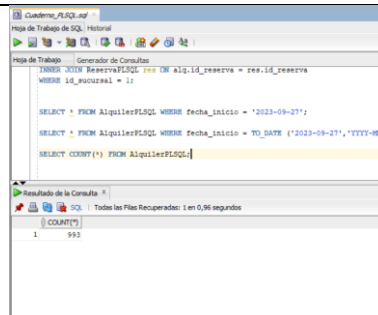 Cuaderno_PLSQL.sql
Hoja de Trabajo de SQL Historial
Hoja de Trabajo Generador de Consultas
INNER JOIN ReservaPLSQL res ON alq.id_reserva = res.id_reserva
WHERE id_sucursal = 1;
SELECT * FROM AlquilerPLSQL WHERE fecha_inicio = '2023-09-27';
SELECT * FROM AlquilerPLSQL WHERE fecha_inicio = TO_DATE ('2023-09-27','YYYY-M
SELECT COUNT(*) FROM AlquilerPLSQL;
Resultado de la Consulta
SQL | Todas las Filas Recuperadas: 1 en 0,96 segundos
COUNT(*)
1 993